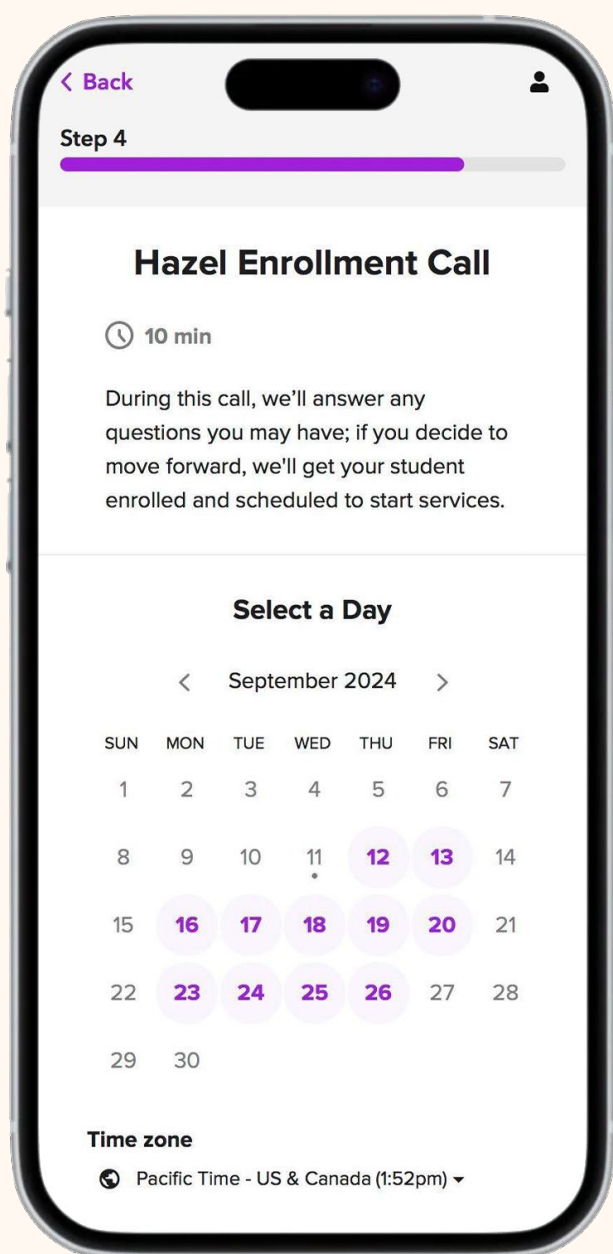 Back
Step 4
Hazel Enrollment Call
10 min
During this call, we’ll answer any
questions you may have; if you decide to
move forward, we'll get your student
enrolled and scheduled to start services.
Select a Day
September 2024
SUN MON TUE WED THU FRI SAT
1 2 3 4 5 6 7
8 9 10 11 12 13 14
15 16 17 18 19 20 21
22 23 24 25 26 27 28
29 30
Time zone
Pacific Time - US & Canada (1:52pm)